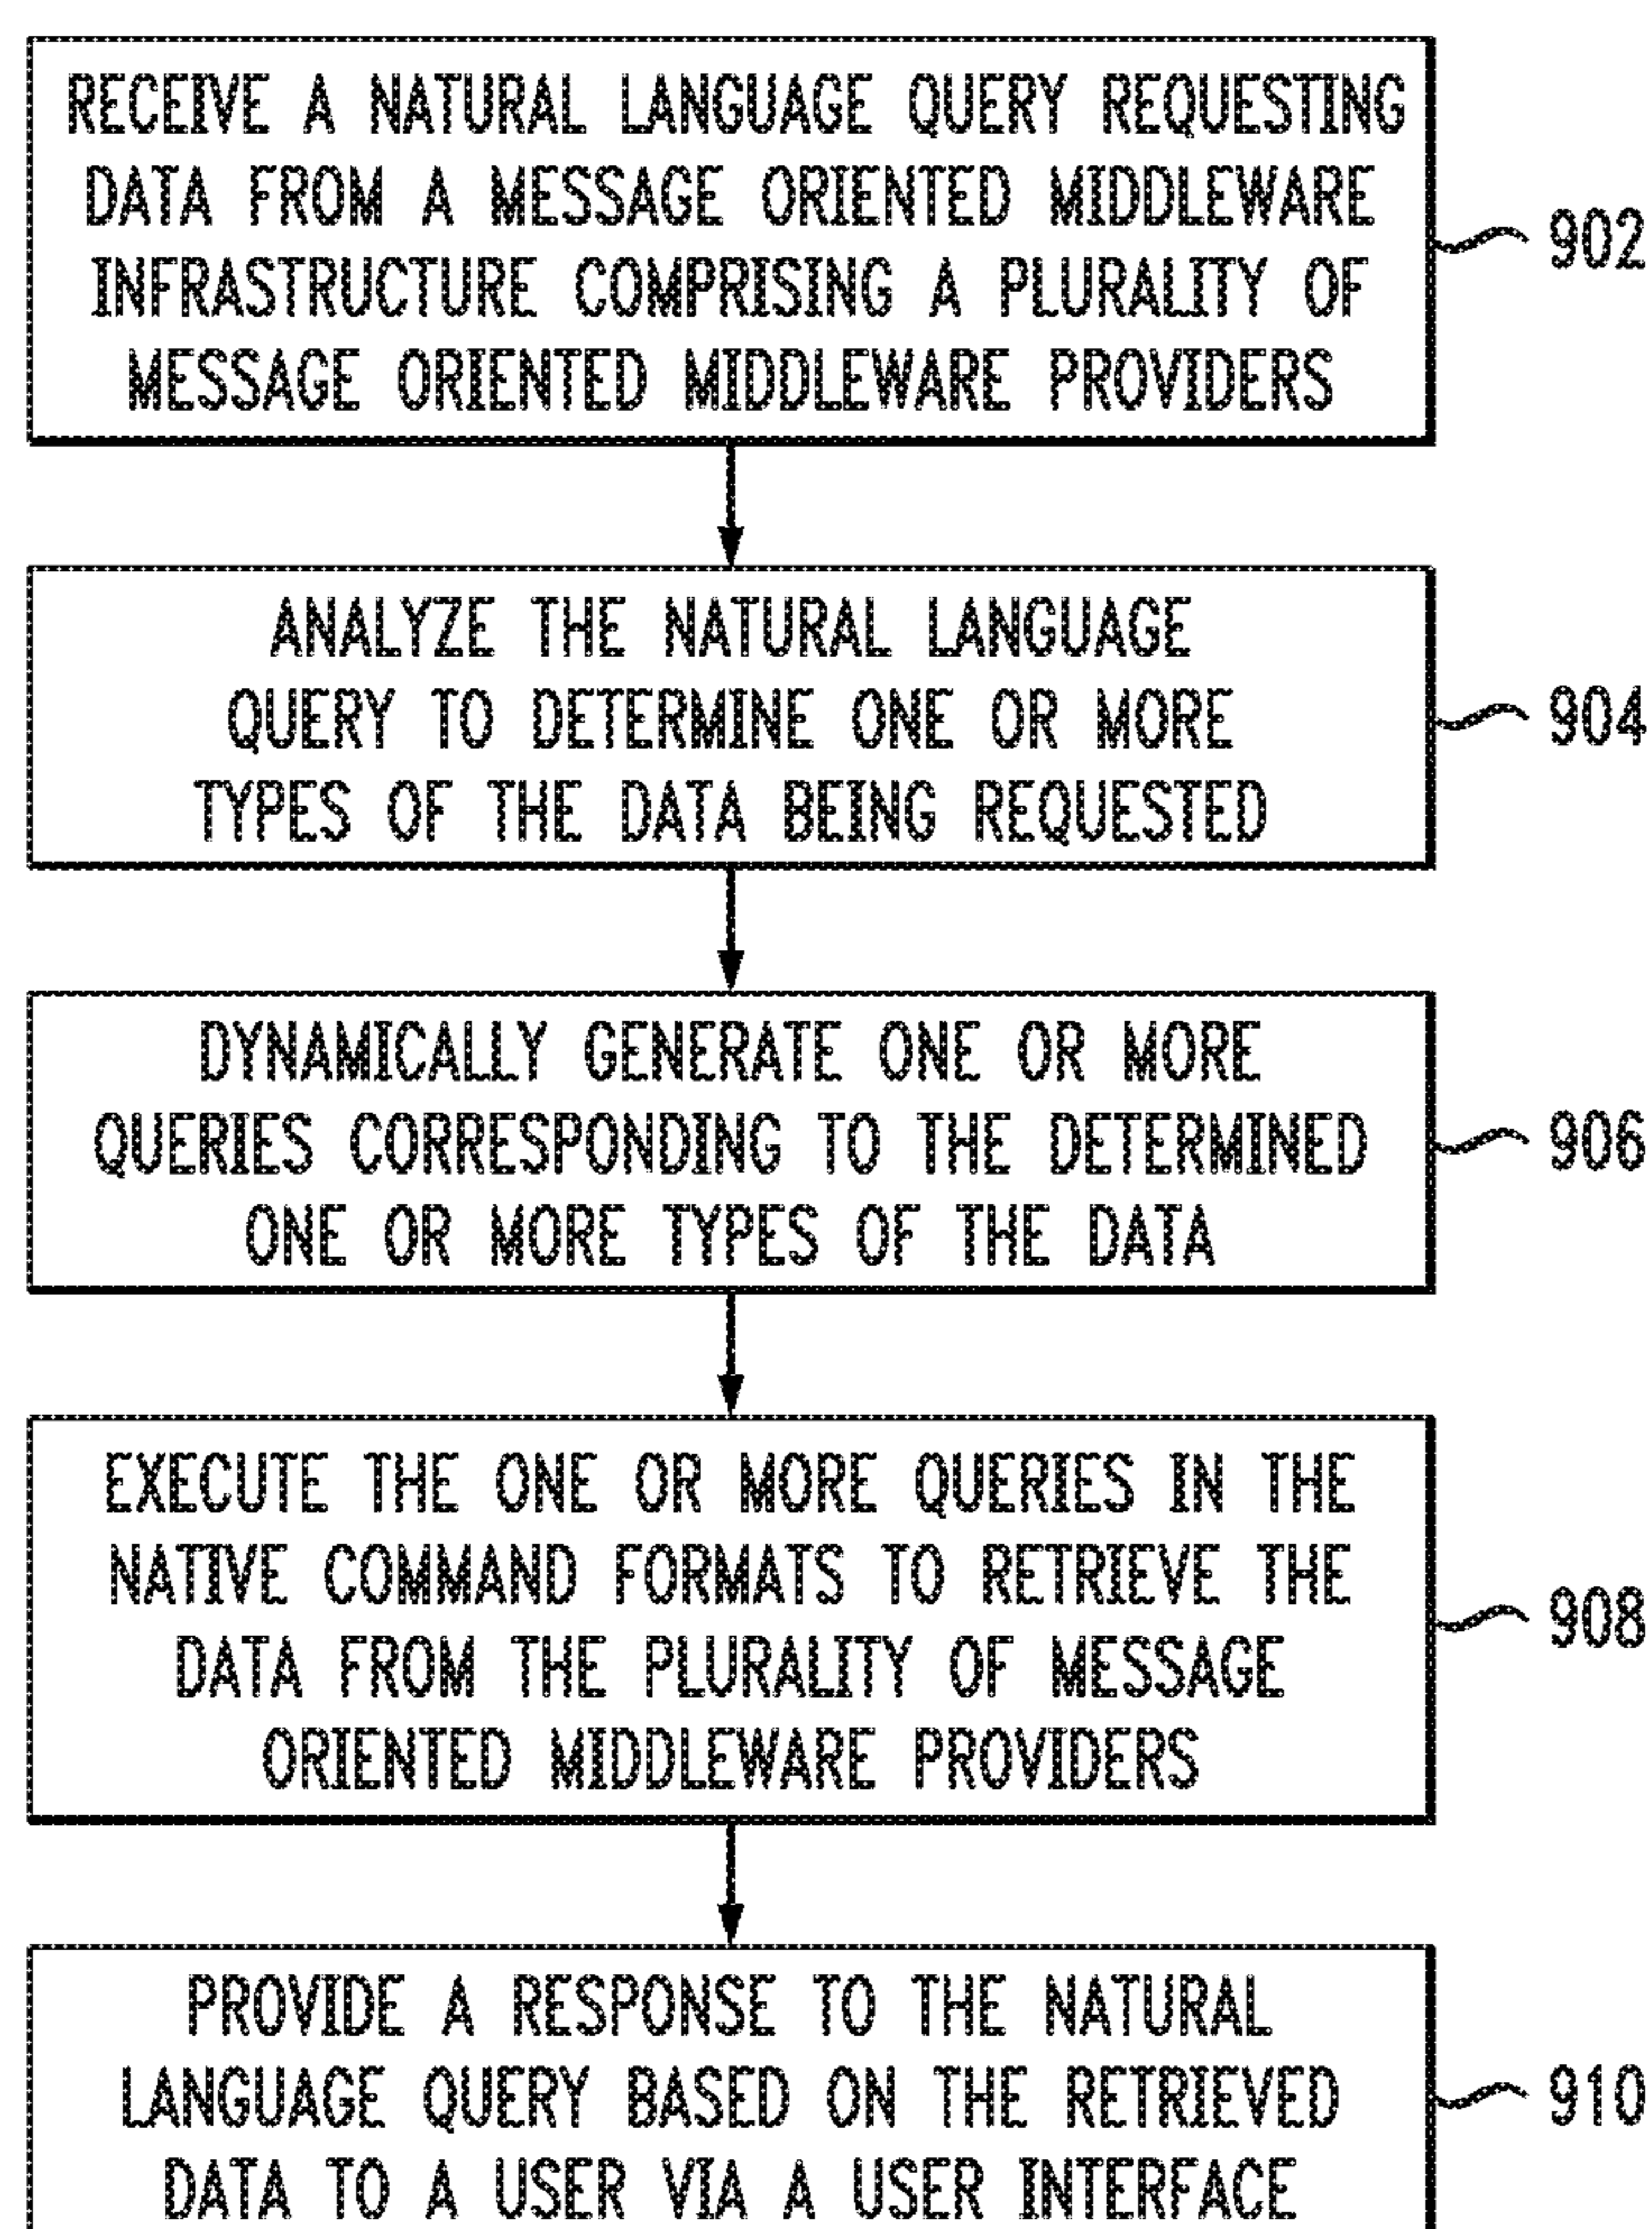 RECEIVE A NATURAL LANGUAGE QUERY REQUESTING
DATA FROM A MESSAGE ORIENTED MIDDLEWARE
INFRASTRUCTURE COMPRISING A PLURALITY OF
MESSAGE ORIENTED MIDDLEWARE PROVIDERS
902
ANALYZE THE NATURAL LANGUAGE
QUERY TO DETERMINE ONE OR MORE
TYPES OF THE DATA BEING REQUESTED
904
DYNAMICALLY GENERATE ONE OR MORE
QUERIES CORRESPONDING TO THE DETERMINED
ONE OR MORE TYPES OF THE DATA
906
EXECUTE THE ONE OR MORE QUERIES IN THE
NATIVE COMMAND FORMATS TO RETRIEVE THE
DATA FROM THE PLURALITY OF MESSAGE
ORIENTED MIDDLEWARE PROVIDERS
908
PROVIDE A RESPONSE TO THE NATURAL
LANGUAGE QUERY BASED ON THE RETRIEVED
DATA TO A USER VIA A USER INTERFACE
910